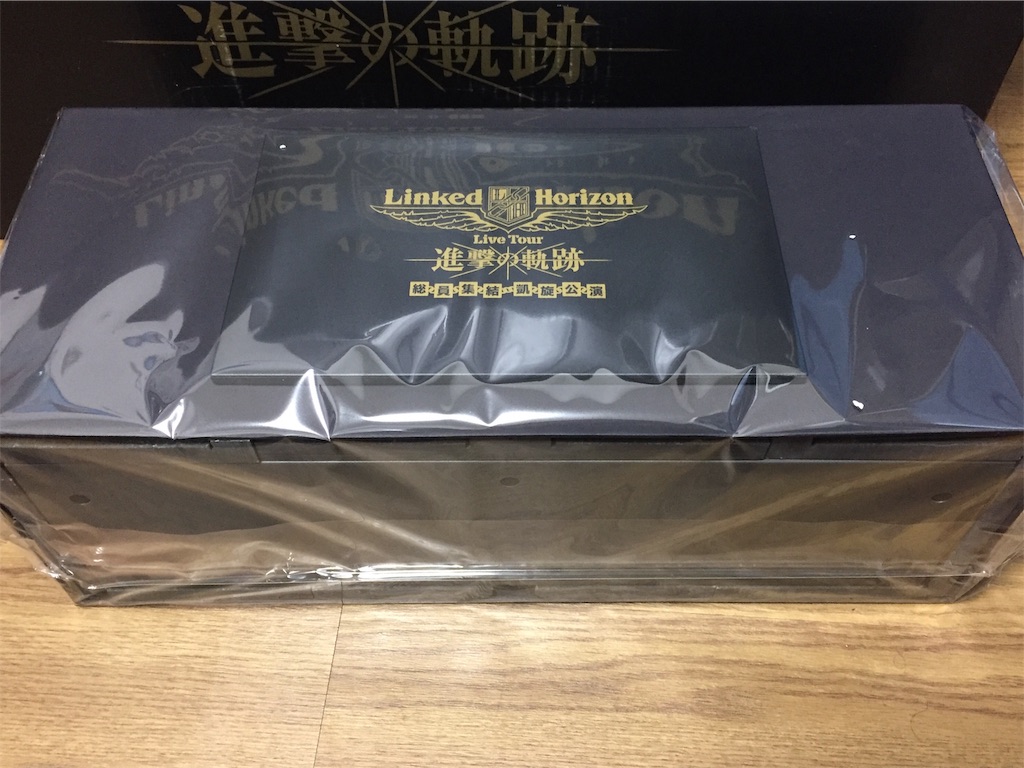 進撃の軌跡
Linked Horizon
Live Tour
進撃の軌跡
総員集結 凱旋公演